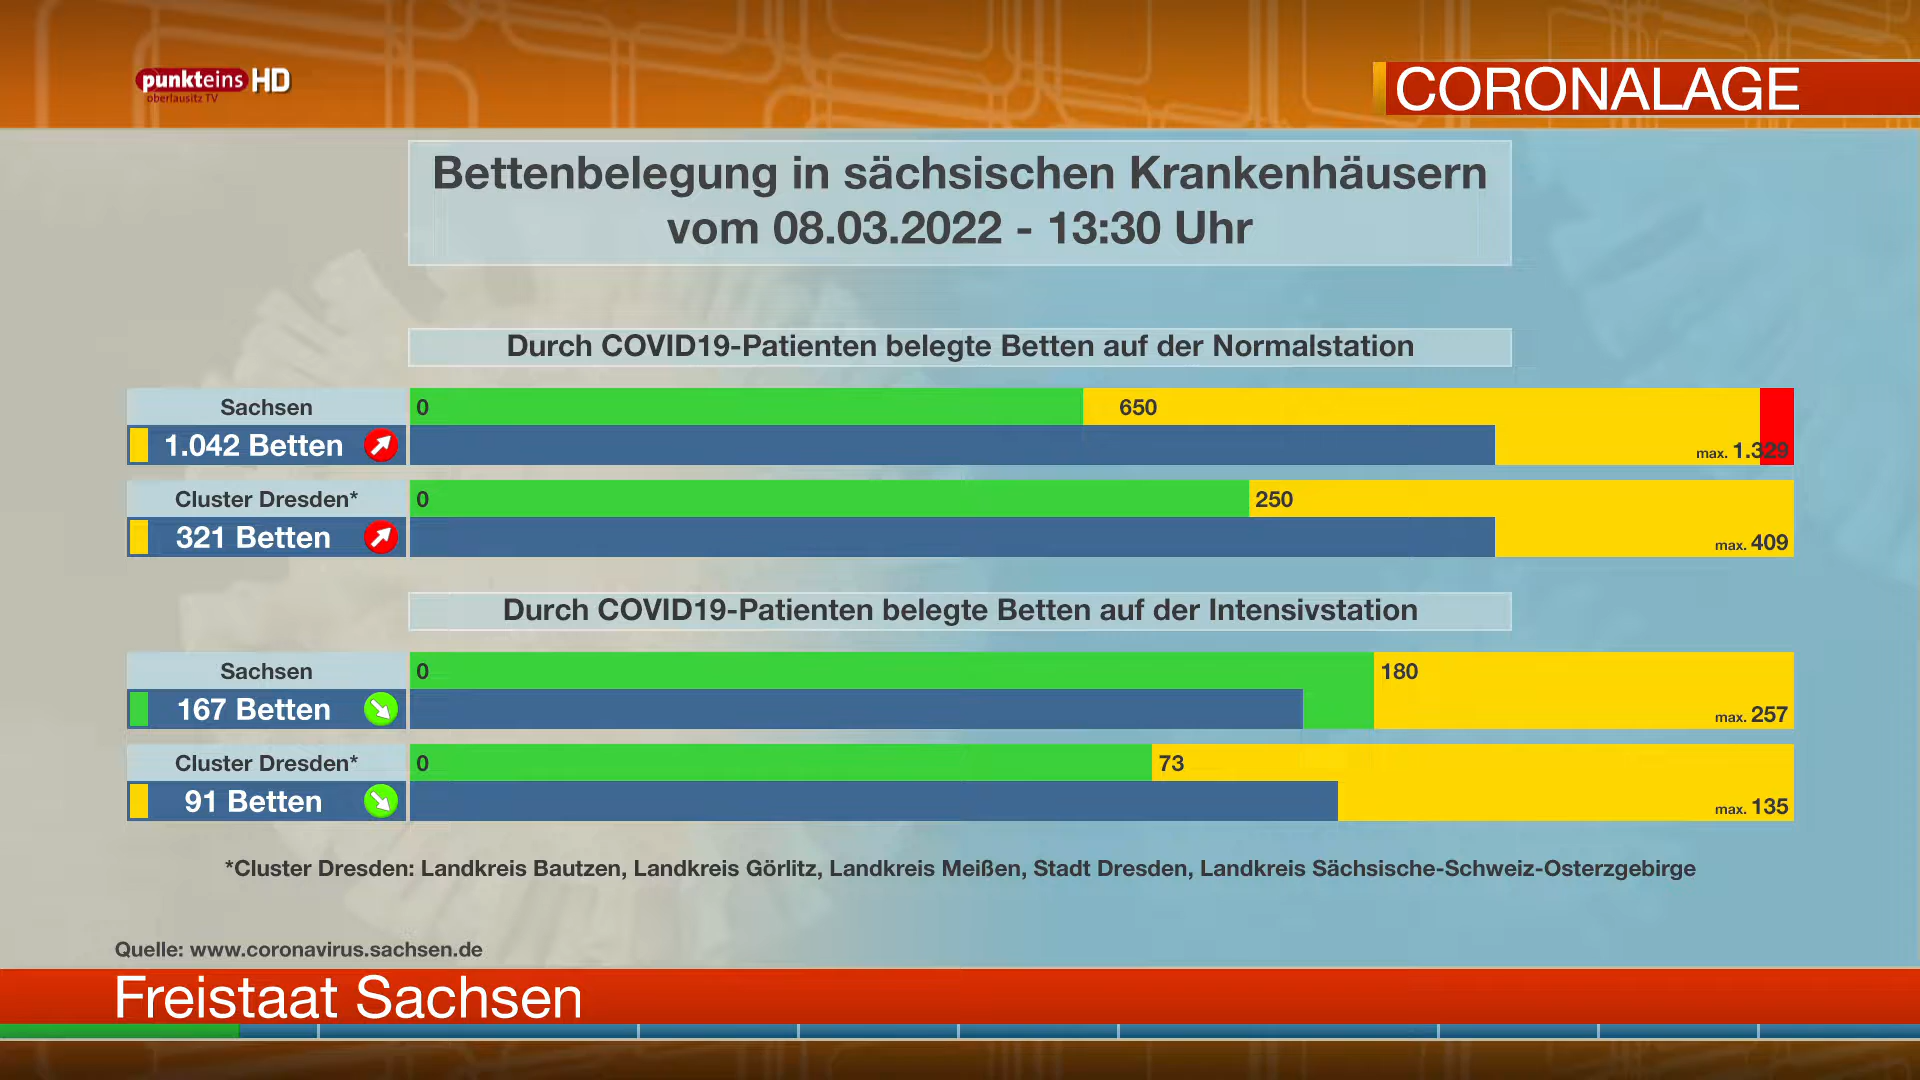 punkteins HD
oberlausitz TV
CORONALAGE
Bettenbelegung in sächsischen Krankenhäusern
vom 08.03.2022 - 13:30 Uhr
Durch COVID19-Patienten belegte Betten auf der Normalstation
Sachsen 0 650
1.042 Betten max. 1.329
Cluster Dresden* 0 250
321 Betten max. 409
Durch COVID19-Patienten belegte Betten auf der Intensivstation
Sachsen 0 180
167 Betten max. 257
Cluster Dresden* 0 73
91 Betten max. 135
*Cluster Dresden: Landkreis Bautzen, Landkreis Görlitz, Landkreis Meißen, Stadt Dresden, Landkreis Sächsische-Schweiz-Osterzgebirge
Quelle: www.coronavirus.sachsen.de
Freistaat Sachsen